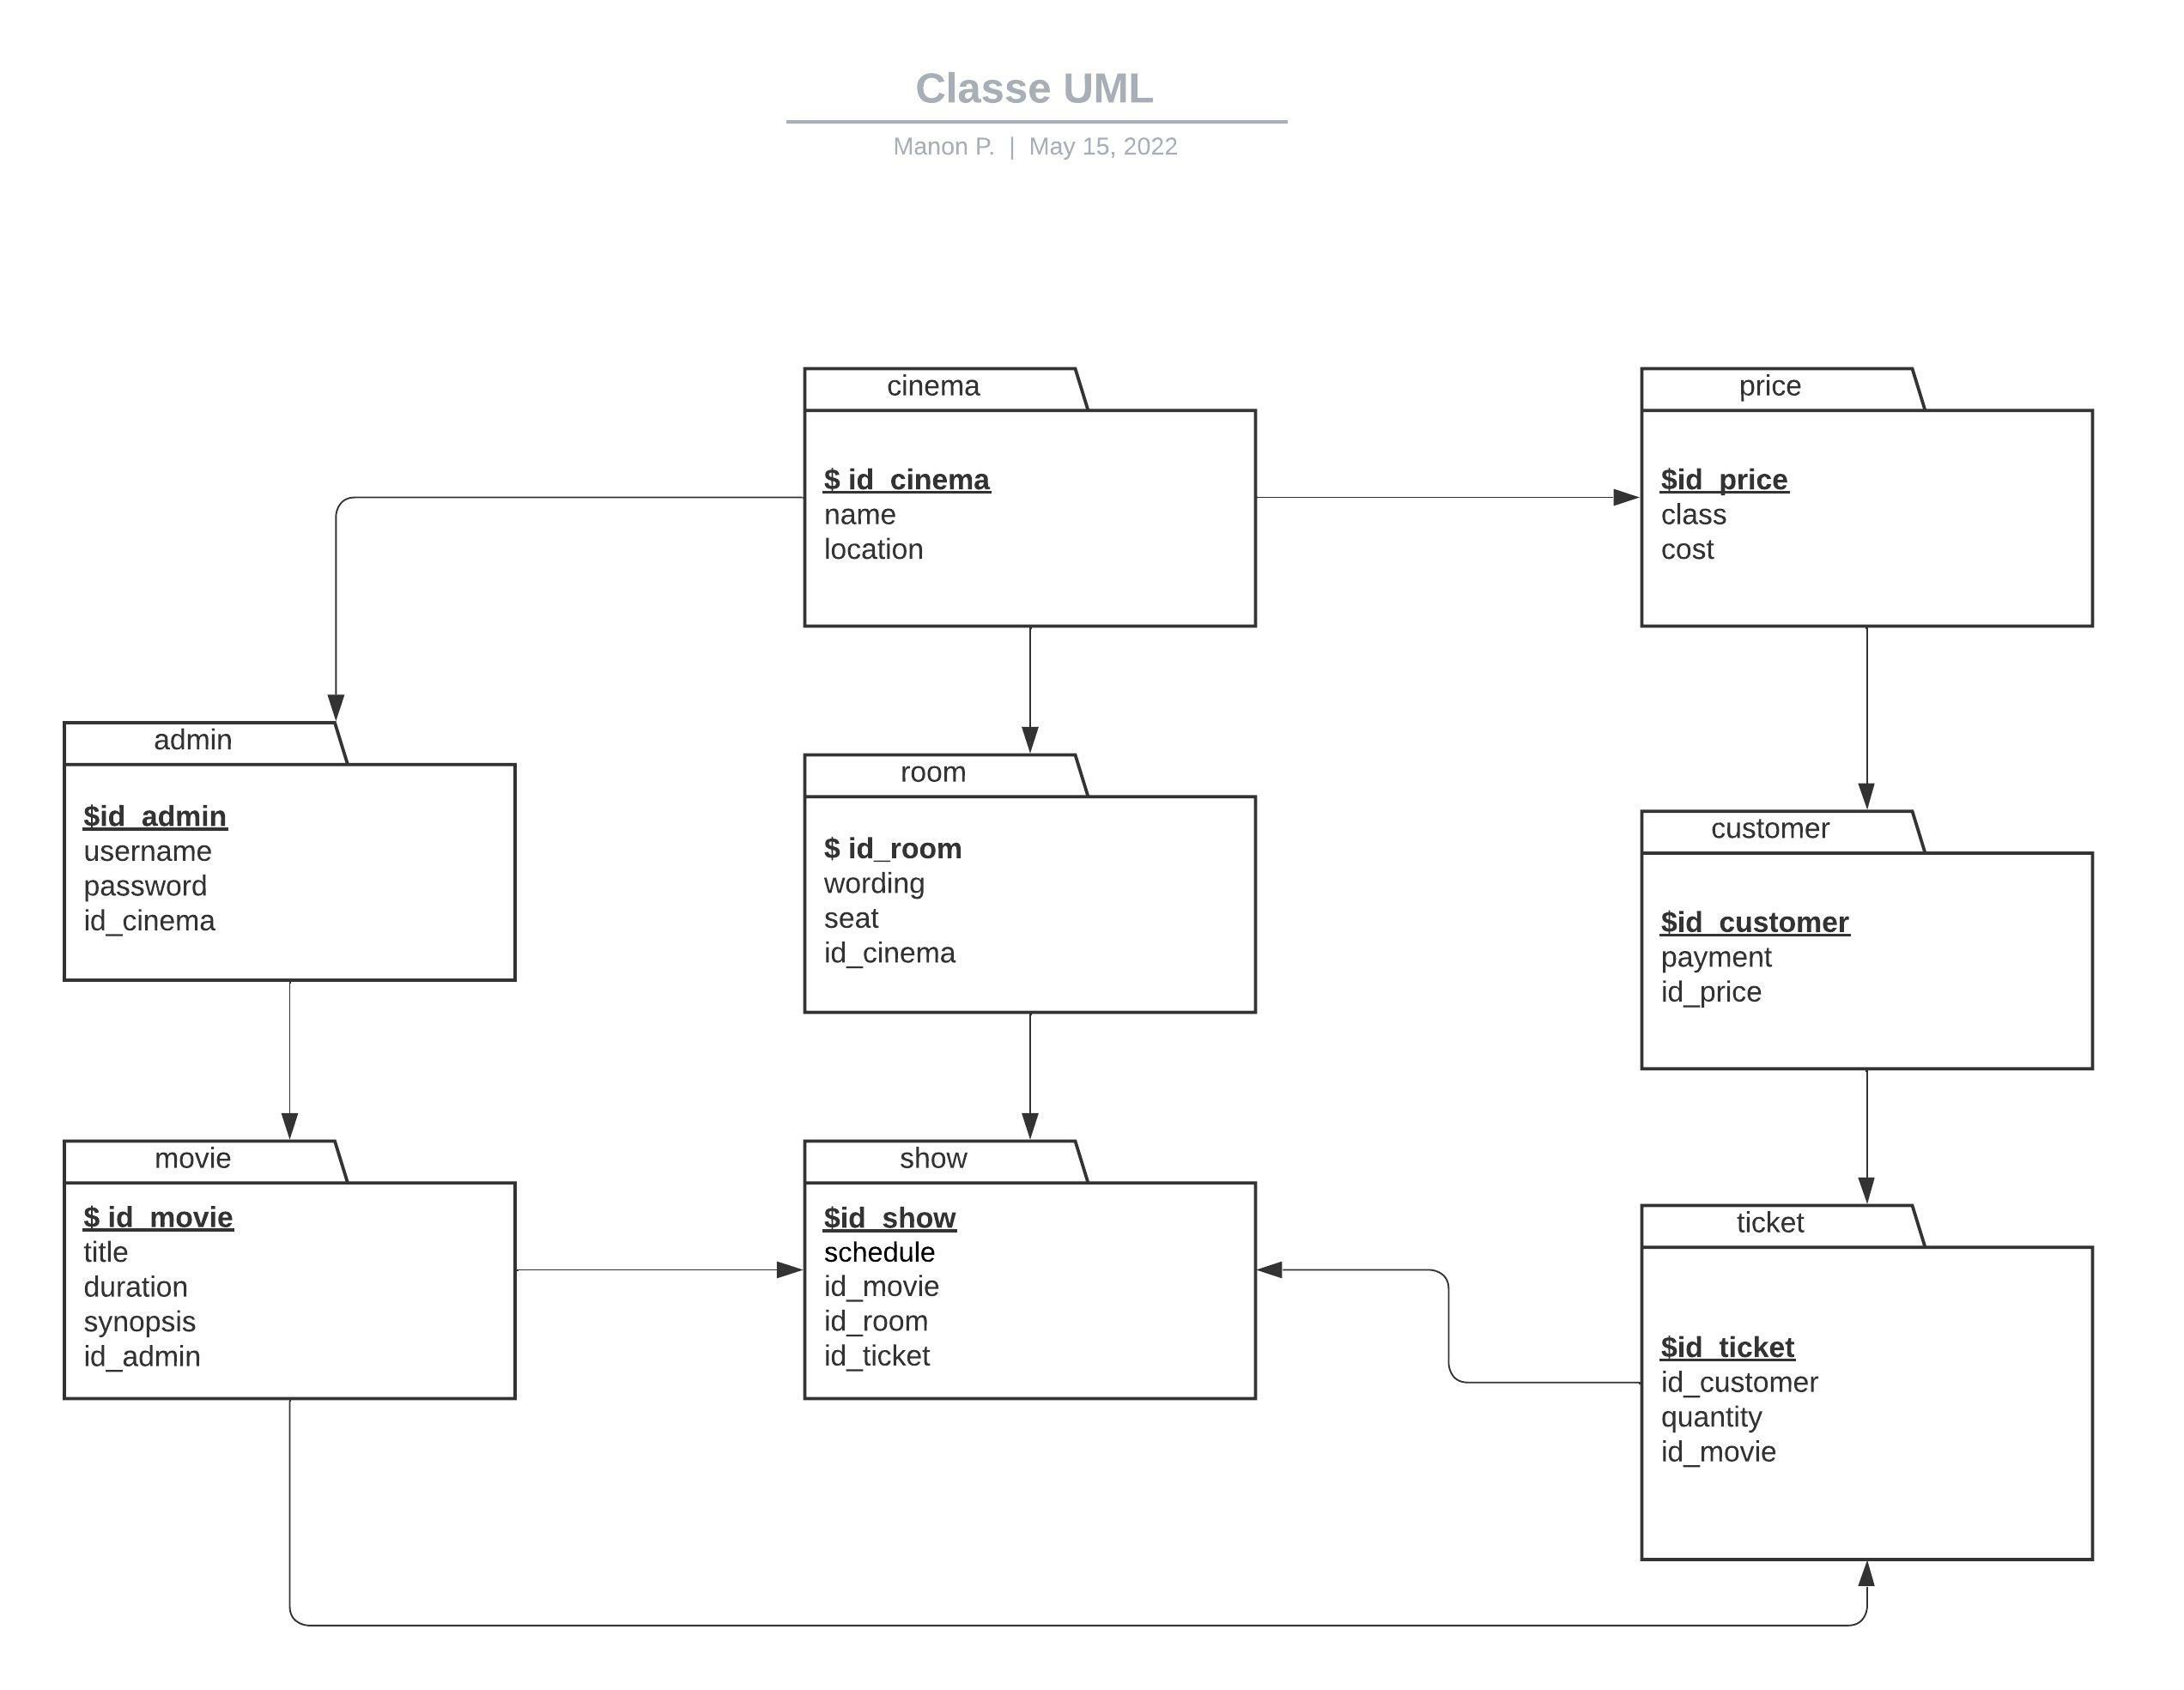 Classe UML
Manon P. | May 15, 2022
cinema
$ id_cinema
name
location
price
$id_price
class
cost
admin
$id_admin
username
password
id_cinema
room
$ id_room
wording
seat
id_cinema
customer
$id_customer
payment
id_price
movie
$ id_movie
title
duration
synopsis
id_admin
show
$id_show
schedule
id_movie
id_room
id_ticket
ticket
$id_ticket
id_customer
quantity
id_movie